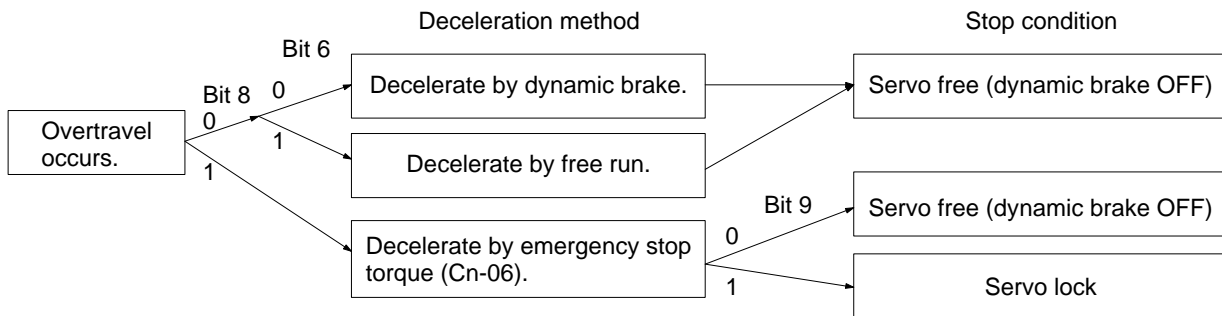 Deceleration method
Stop condition
Bit 6
Decelerate by dynamic brake.
Servo free (dynamic brake OFF)
0
Bit 8
0
Overtravel
occurs.
1
Decelerate by free run.
1
Bit 9
Servo free (dynamic brake OFF)
Decelerate by emergency stop
torque (Cn-06).
0
1
Servo lock